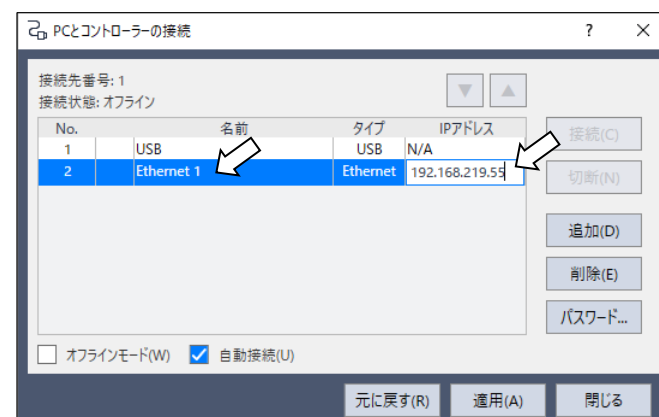 PCとコントローラーの接続
接続先番号: 1
接続状態: オフライン
No. 名前 タイプ IPアドレス
1 USB USB N/A
2 Ethernet 1 Ethernet 192.168.219.55
接続(C)
切断(N)
追加(D)
削除(E)
パスワード...
オフラインモード(W) 自動接続(U)
元に戻す(R) 適用(A) 閉じる